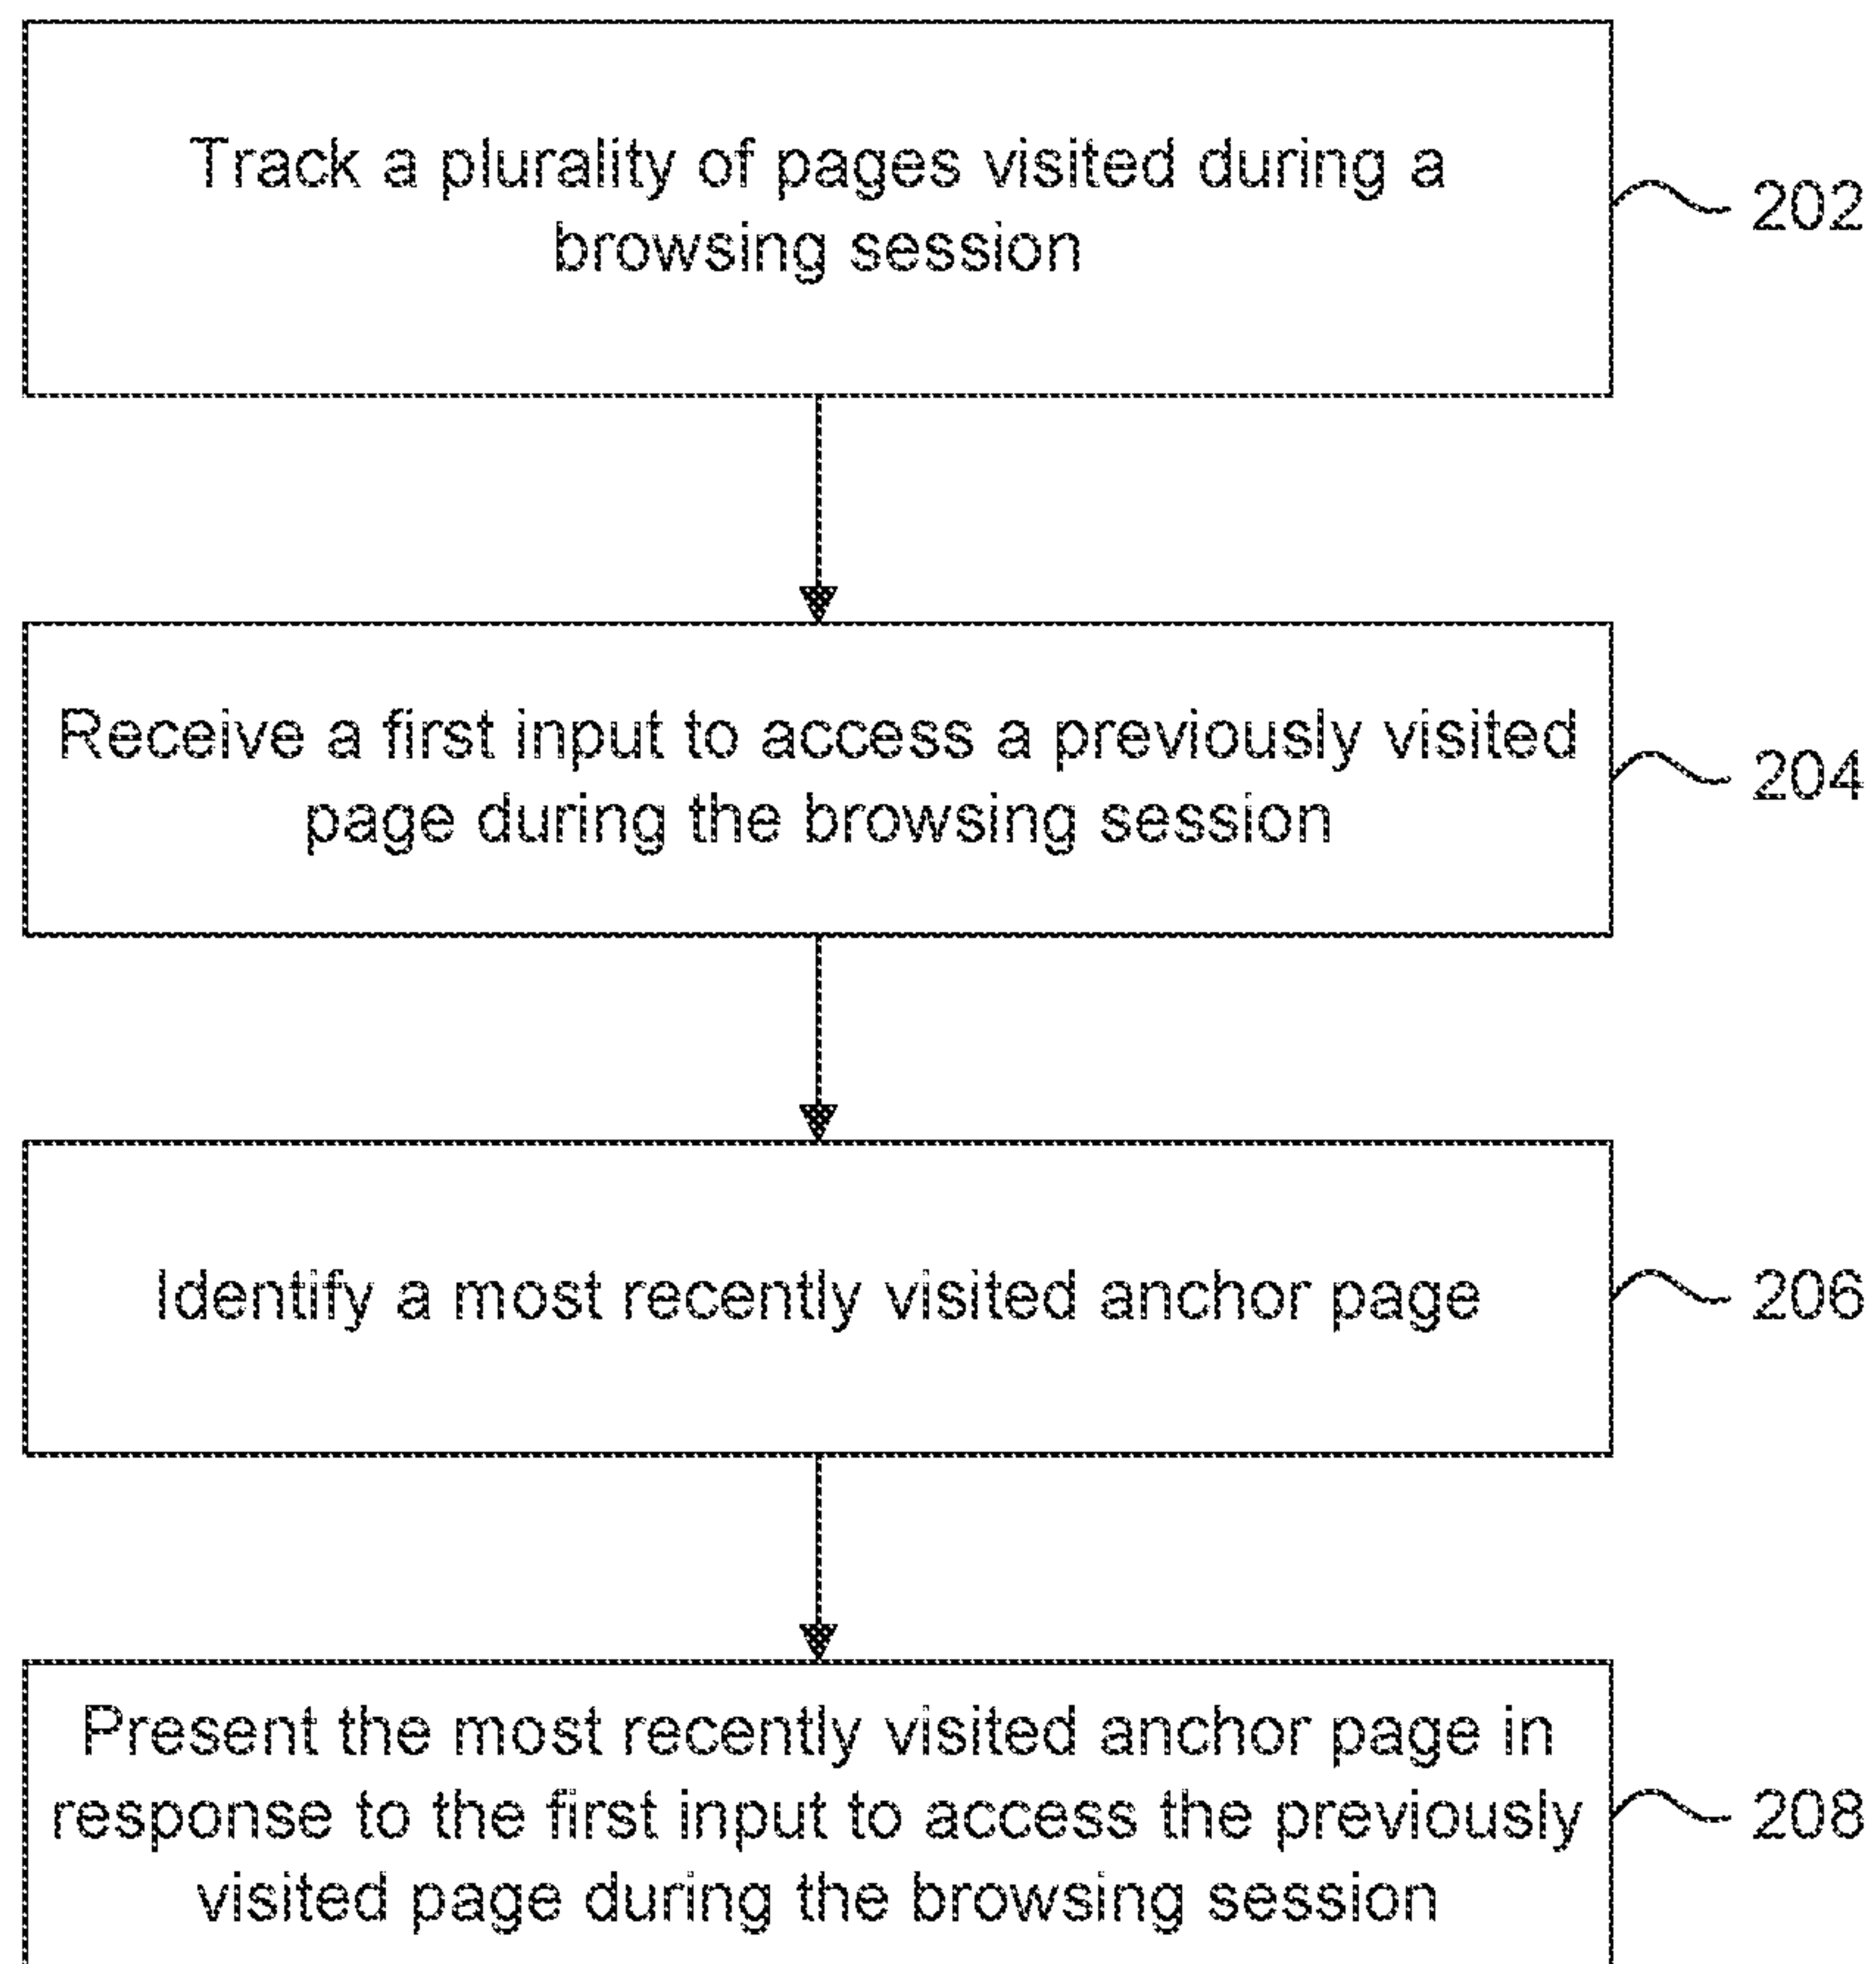 Track a plurality of pages visited during a
browsing session
202
Receive a first input to access a previously visited
page during the browsing session
204
Identify a most recently visited anchor page
206
Present the most recently visited anchor page in
response to the first input to access the previously
visited page during the browsing session
208